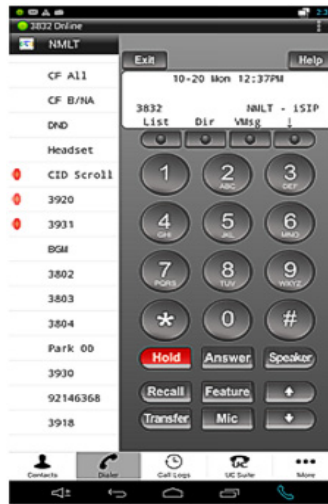 3832 Online
NMLT
CF All
CF B/NA
DND
Headset
CID Scroll
3920
3931
BGM
3802
3803
3804
Park 00
3930
92146368
3918
Exit
Help
10-20 Mon 12:37PM
3832 NMLT - iSIP
List Dir VMsg ↓
1
2
ABC
3
DEF
4
GHI
5
JKL
6
MNO
7
PQRS
8
TUV
9
WXYZ
*
0
#
Hold Answer Speaker
Recall Feature
Transfer Mic
Contacts Dialer Call Logs UC Suite More